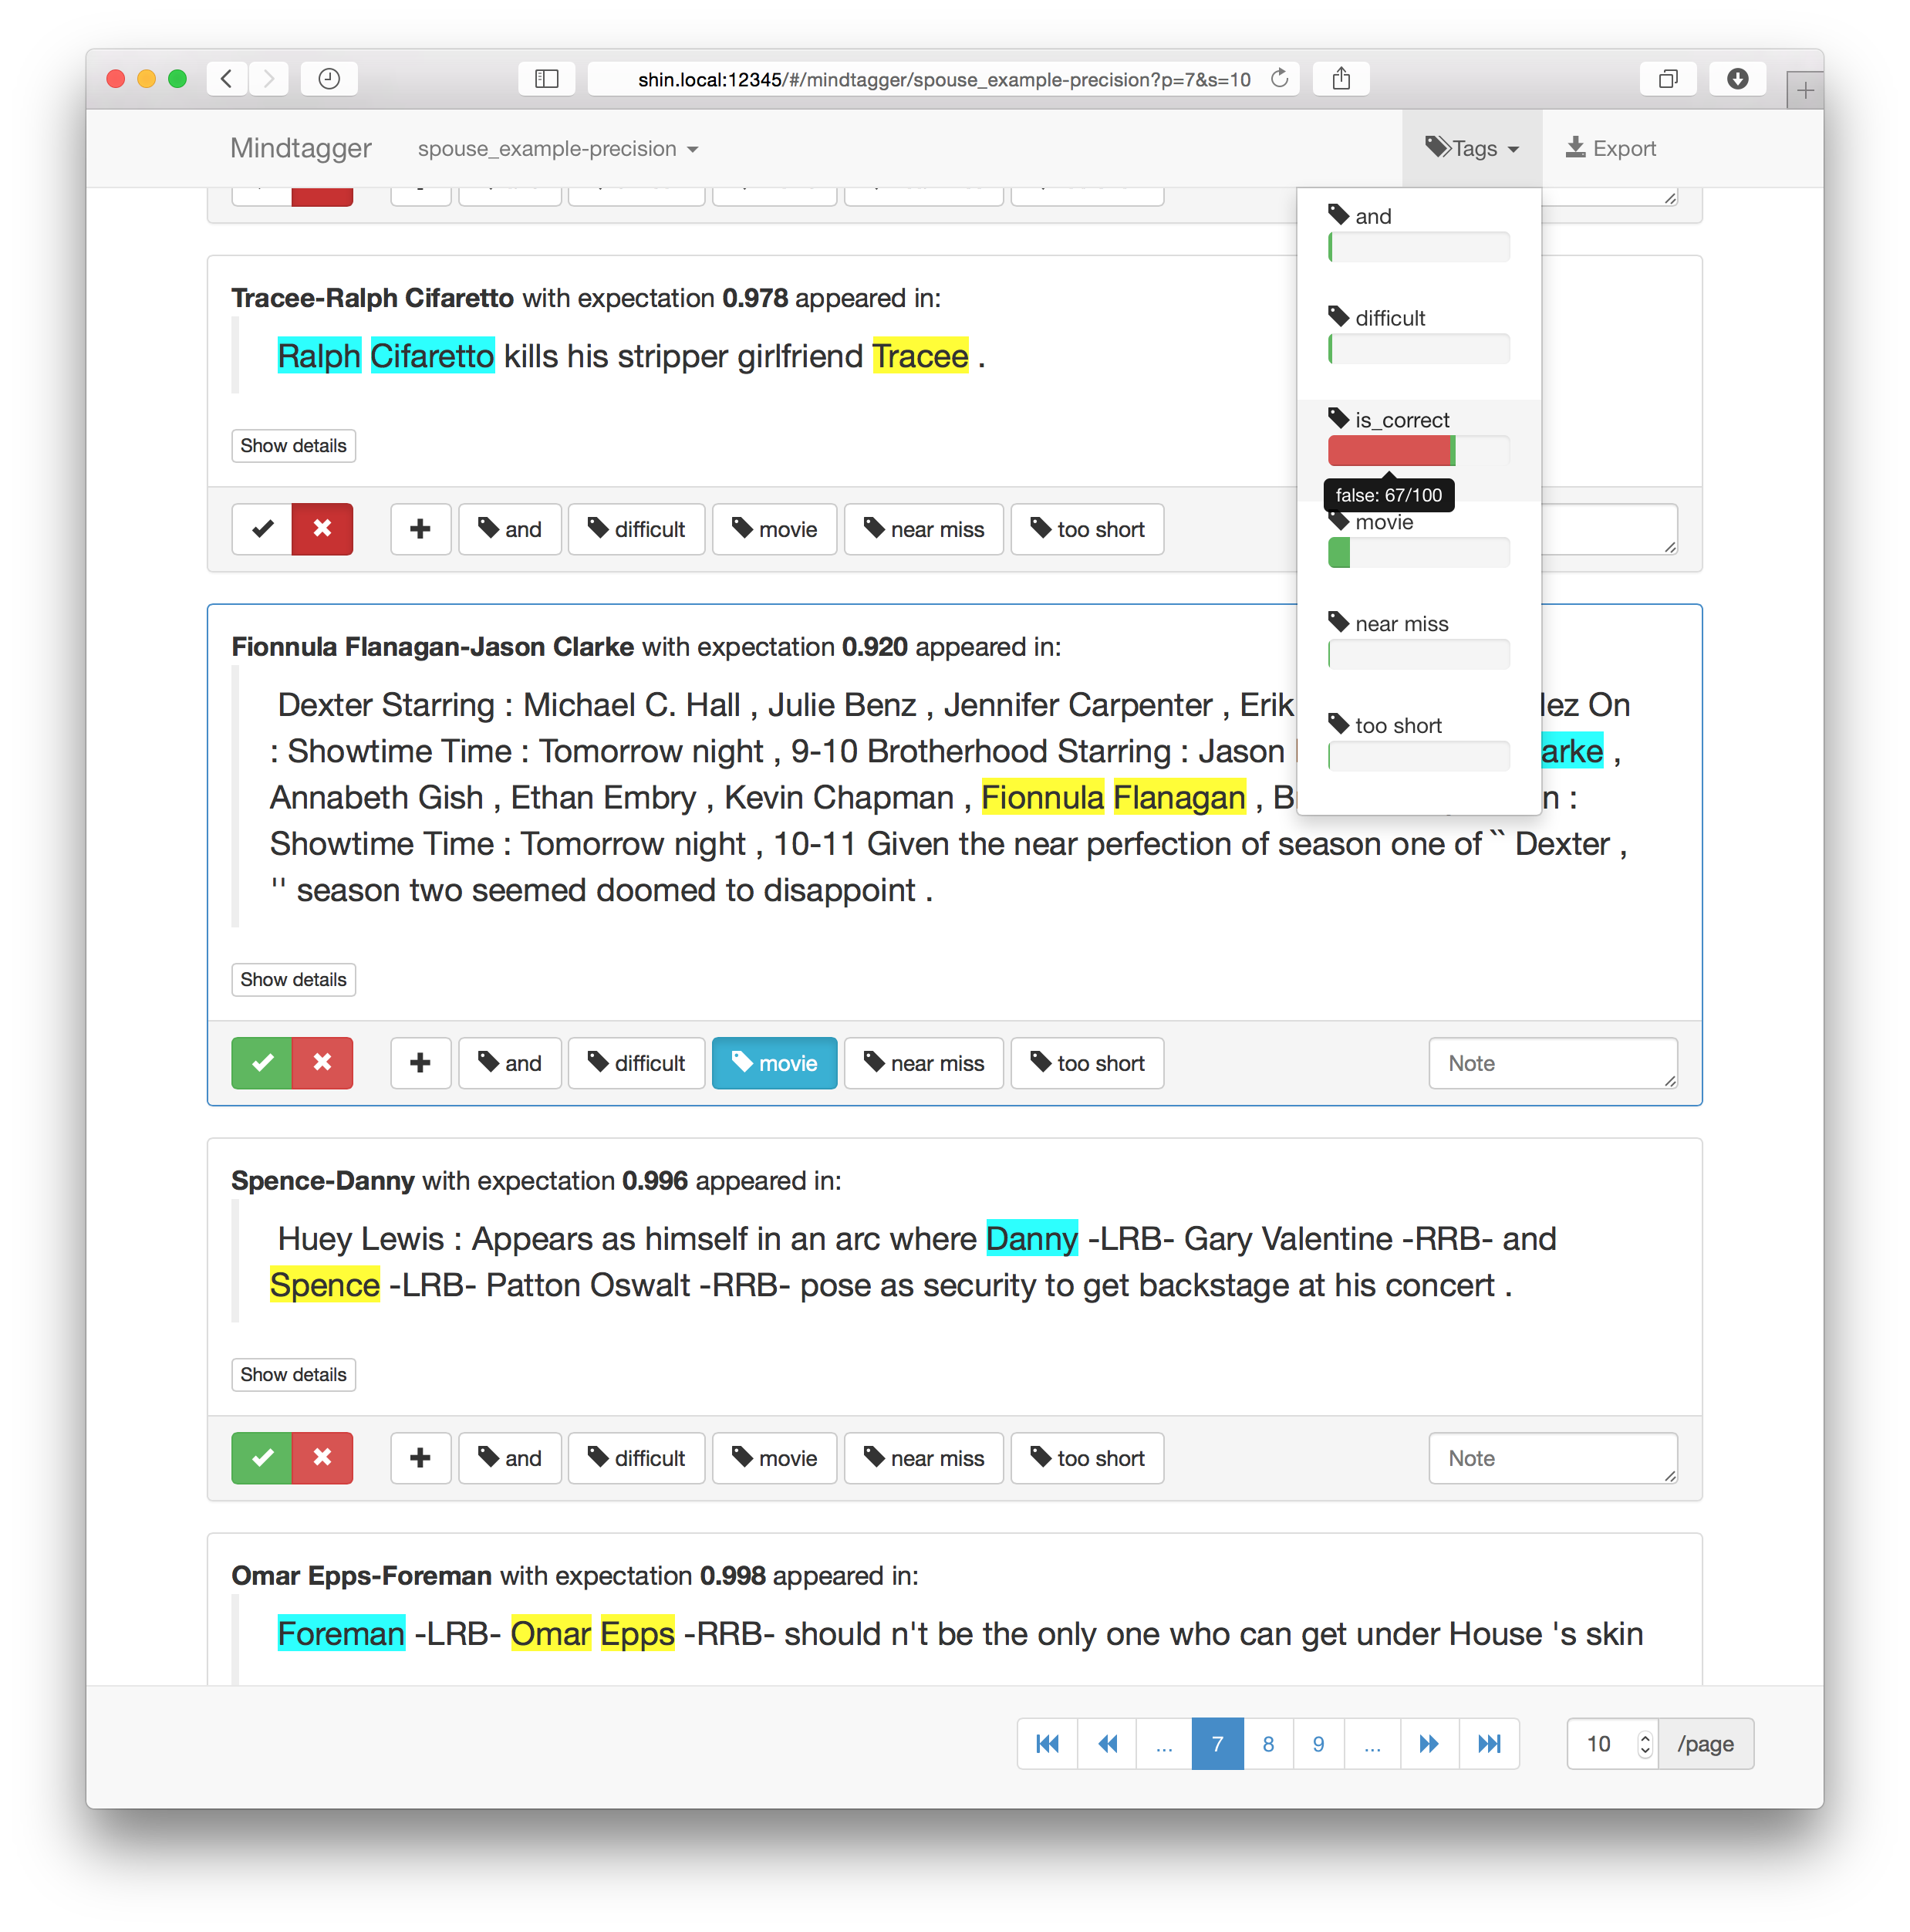 shin.local:12345/#/mindtagger/spouse_example-precision?p=7&s=10
Mindtagger spouse_example-precision Tags Export
and
difficult
is_correct
false: 67/100
movie
near miss
too short
Tracee-Ralph Cifaretto with expectation 0.978 appeared in:
Ralph Cifaretto kills his stripper girlfriend Tracee .
Show details
and difficult movie near miss too short
Fionnula Flanagan-Jason Clarke with expectation 0.920 appeared in:
Dexter Starring : Michael C. Hall , Julie Benz , Jennifer Carpenter , Erik On
: Showtime Time : Tomorrow night , 9-10 Brotherhood Starring : Jason ,
Annabeth Gish , Ethan Embry , Kevin Chapman , Fionnula Flanagan , :
Showtime Time : Tomorrow night , 10-11 Given the near perfection of season one of `` Dexter ,
'' season two seemed doomed to disappoint .
Show details
and difficult movie near miss too short Note
Spence-Danny with expectation 0.996 appeared in:
Huey Lewis : Appears as himself in an arc where Danny -LRB- Gary Valentine -RRB- and
Spence -LRB- Patton Oswalt -RRB- pose as security to get backstage at his concert .
Show details
and difficult movie near miss too short Note
Omar Epps-Foreman with expectation 0.998 appeared in:
Foreman -LRB- Omar Epps -RRB- should n't be the only one who can get under House 's skin
... 7 8 9 ... 10 /page